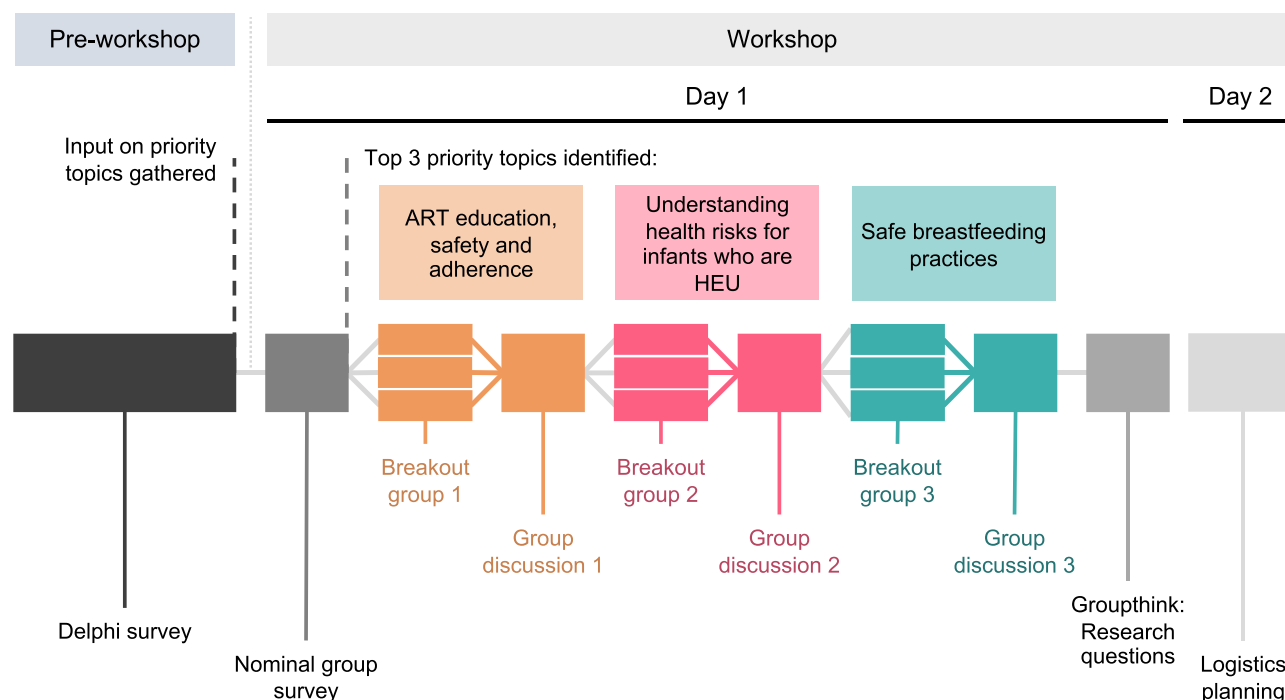 Pre-workshop
Workshop
Day 1
Day 2
Input on priority
topics gathered
Top 3 priority topics identified:
ART education,
safety and
adherence
Understanding
health risks for
infants who are
HEU
Safe breastfeeding
practices
Breakout
group 1
Breakout
group 2
Breakout
group 3
Group
discussion 1
Group
discussion 2
Group
discussion 3
Delphi survey
Nominal group
survey
Groupthink:
Research
questions
Logistics
planning